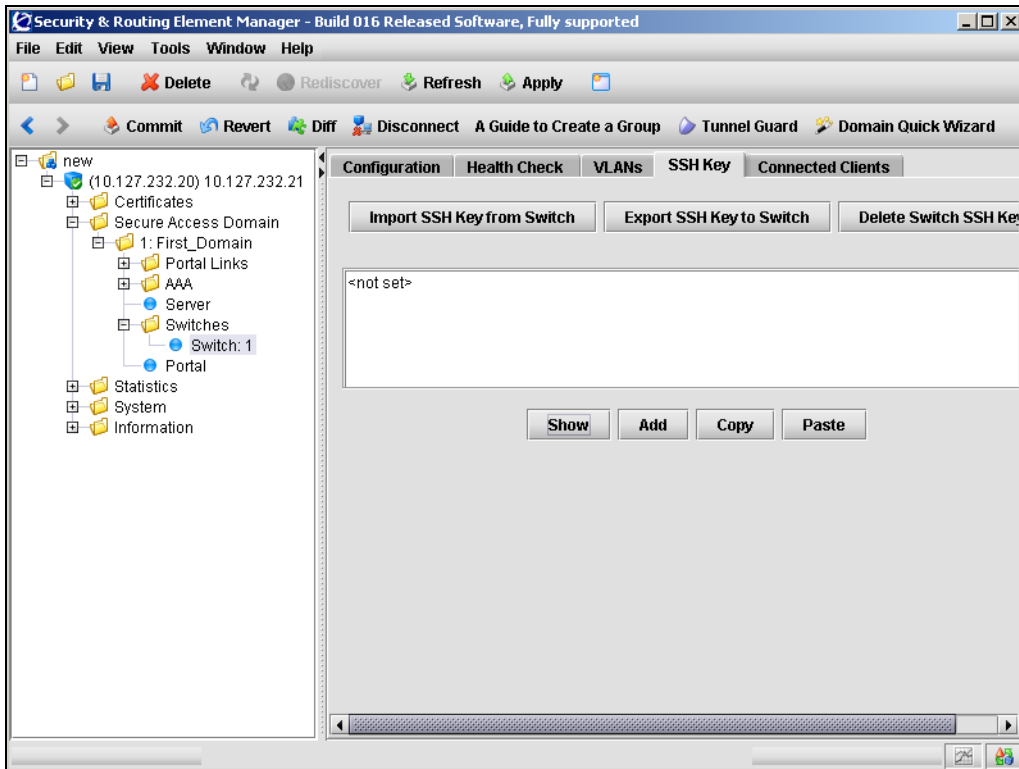 Security & Routing Element Manager - Build 016 Released Software, Fully supported
File Edit View Tools Window Help
Delete Rediscover Refresh Apply
Commit Revert Diff Disconnect A Guide to Create a Group Tunnel Guard Domain Quick Wizard
new
(10.127.232.20) 10.127.232.21
Certificates
Secure Access Domain
1: First_Domain
Portal Links
AAA
Server
Switches
Switch: 1
Portal
Statistics
System
Information
Configuration Health Check VLANs SSH Key Connected Clients
Import SSH Key from Switch Export SSH Key to Switch Delete Switch SSH Key
<not set>
Show Add Copy Paste